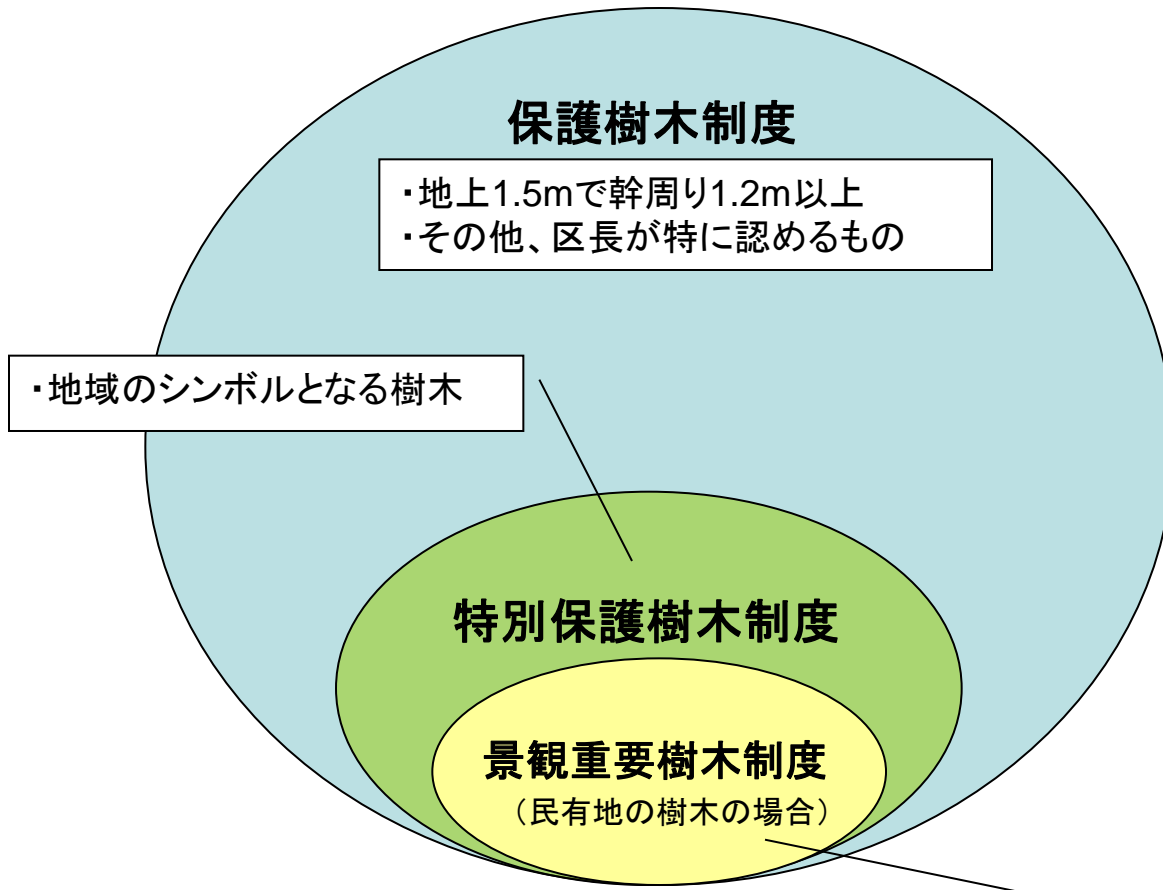 保護樹木制度
・地上1.5mで幹周り1.2m以上
・その他、区長が特に認めるもの
・地域のシンボルとなる樹木
特別保護樹木制度
景観重要樹木制度
（民有地の樹木の場合）